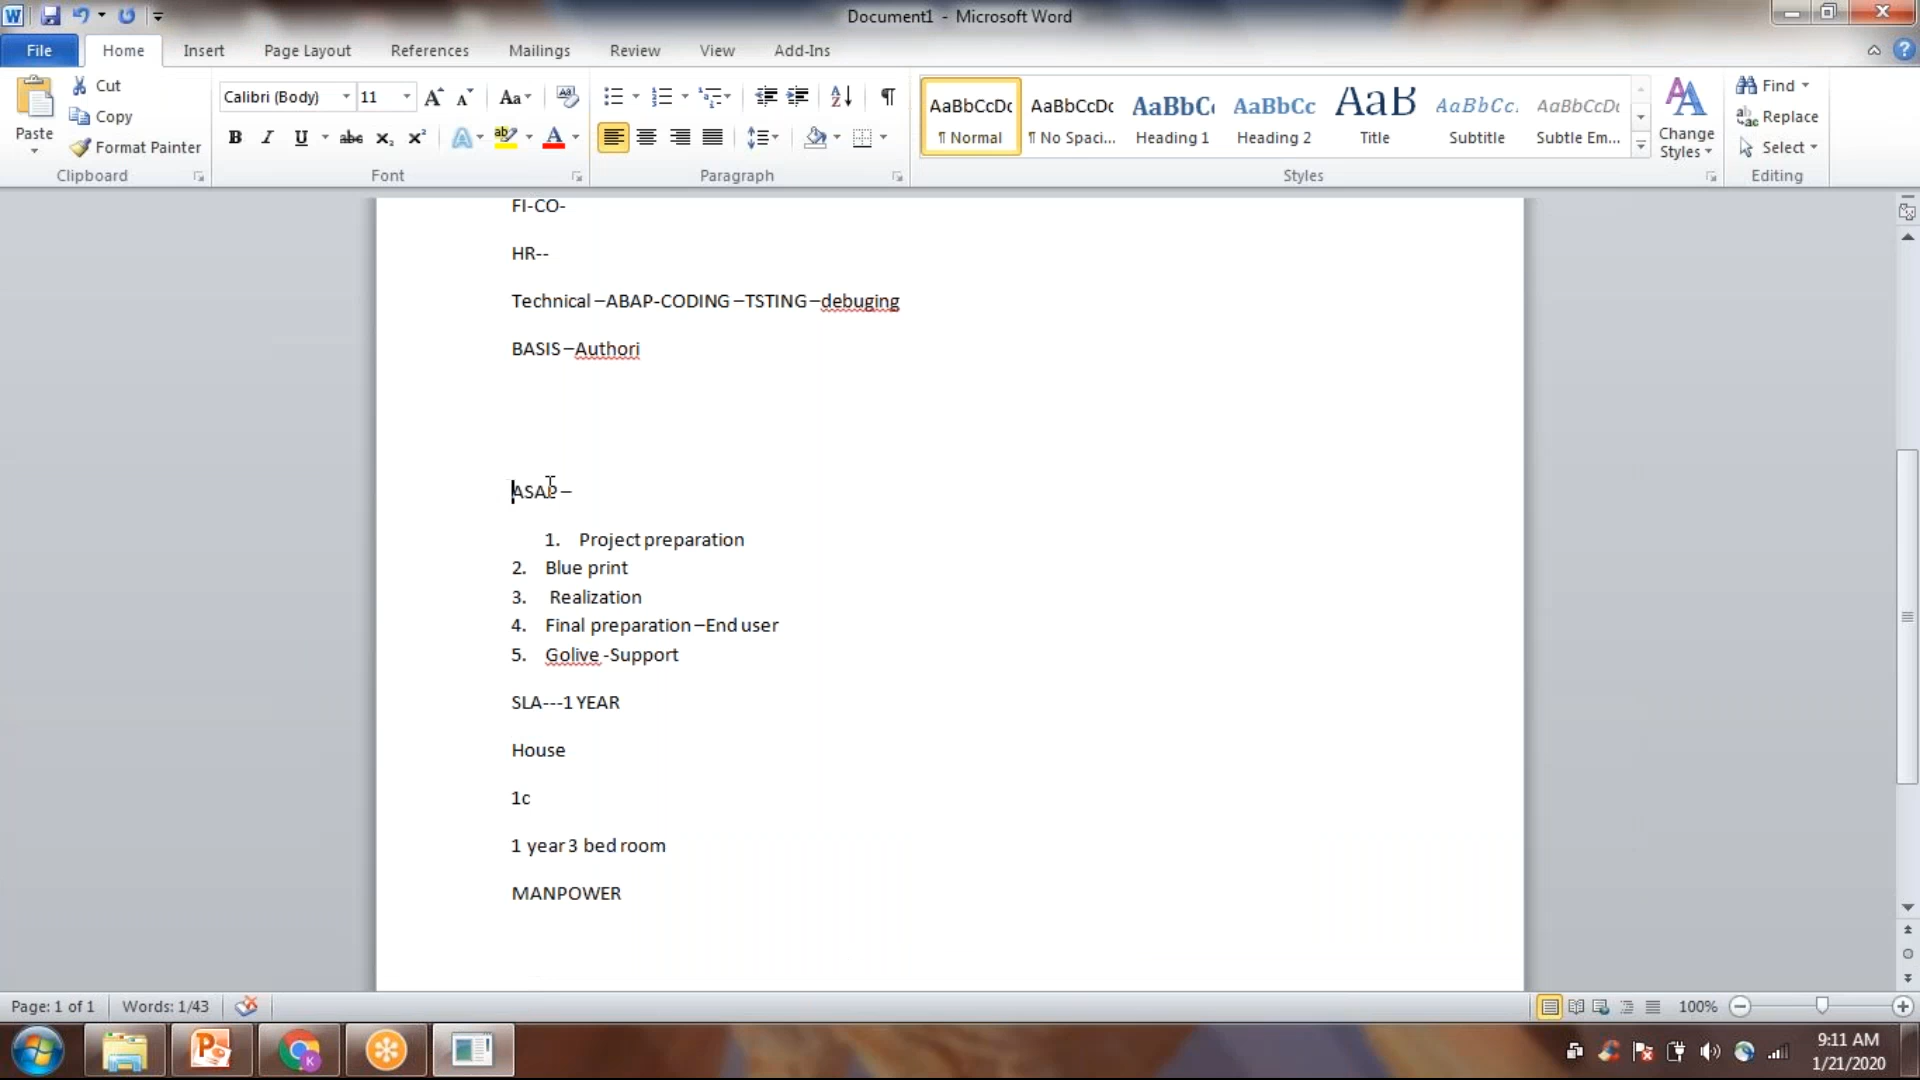 Document1 - Microsoft Word
File Home Insert Page Layout References Mailings Review View Add-Ins
Cut
Copy
Format Painter
Paste
Clipboard
Calibri (Body) 11
Font
Paragraph
AaBbCcDc AaBbCcDc AaBbC AaBbCc AaB AaBbCc. AaBbCcDc
¶ Normal ¶ No Spaci... Heading 1 Heading 2 Title Subtitle Subtle Em...
Change Styles
Styles
Find
Replace
Select
Editing
FI-CO-
HR--
Technical –ABAP-CODING –TSTING –debuging
BASIS –Authori
ASAP –
1. Project preparation
2. Blue print
3. Realization
4. Final preparation –End user
5. Golive -Support
SLA---1 YEAR
House
1c
1 year 3 bed room
MANPOWER
Page: 1 of 1 Words: 1/43 100%
9:11 AM
1/21/2020